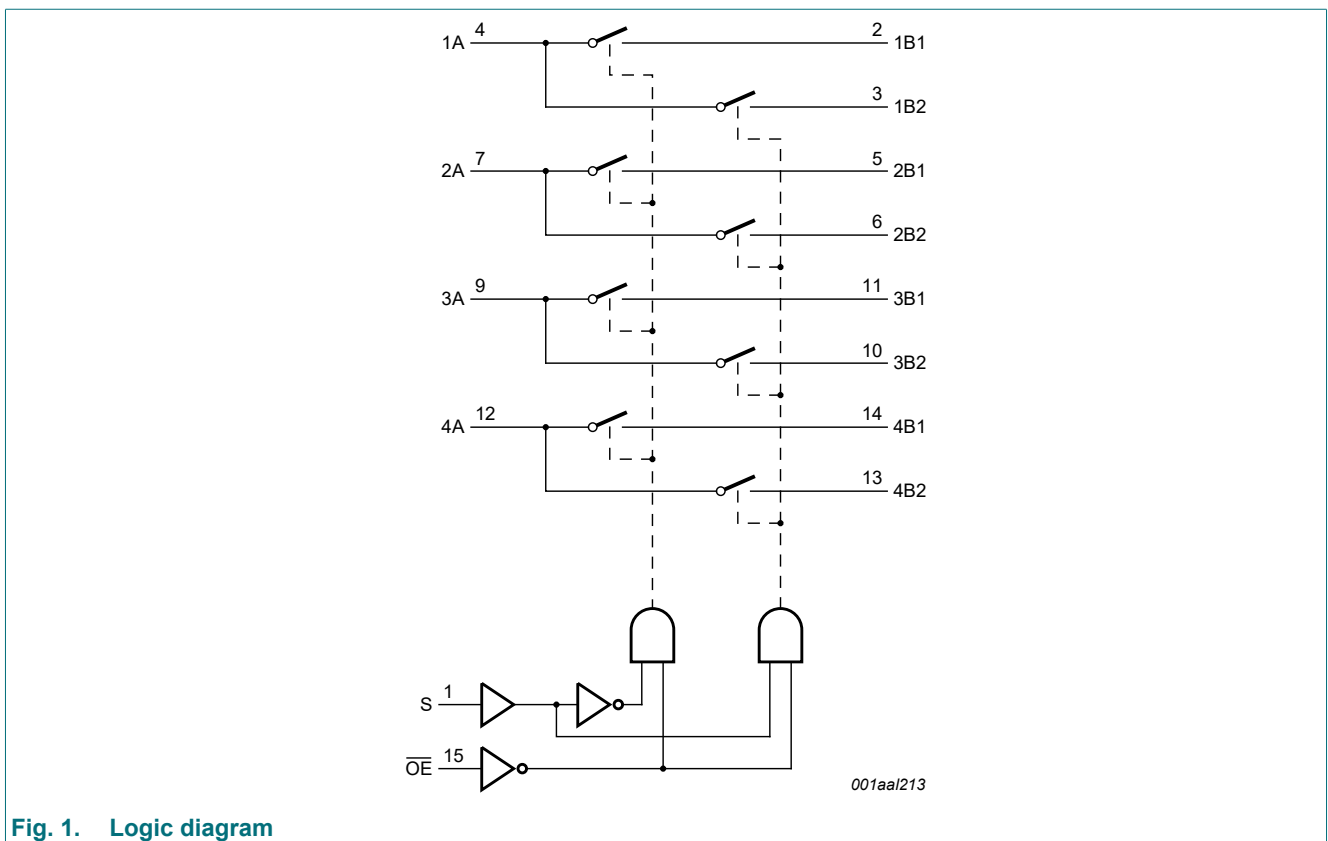 1A 4 2 1B1
3 1B2
2A 7 5 2B1
6 2B2
3A 9 11 3B1
10 3B2
4A 12 14 4B1
13 4B2
S 1
OE 15
001aal213
Fig. 1. Logic diagram